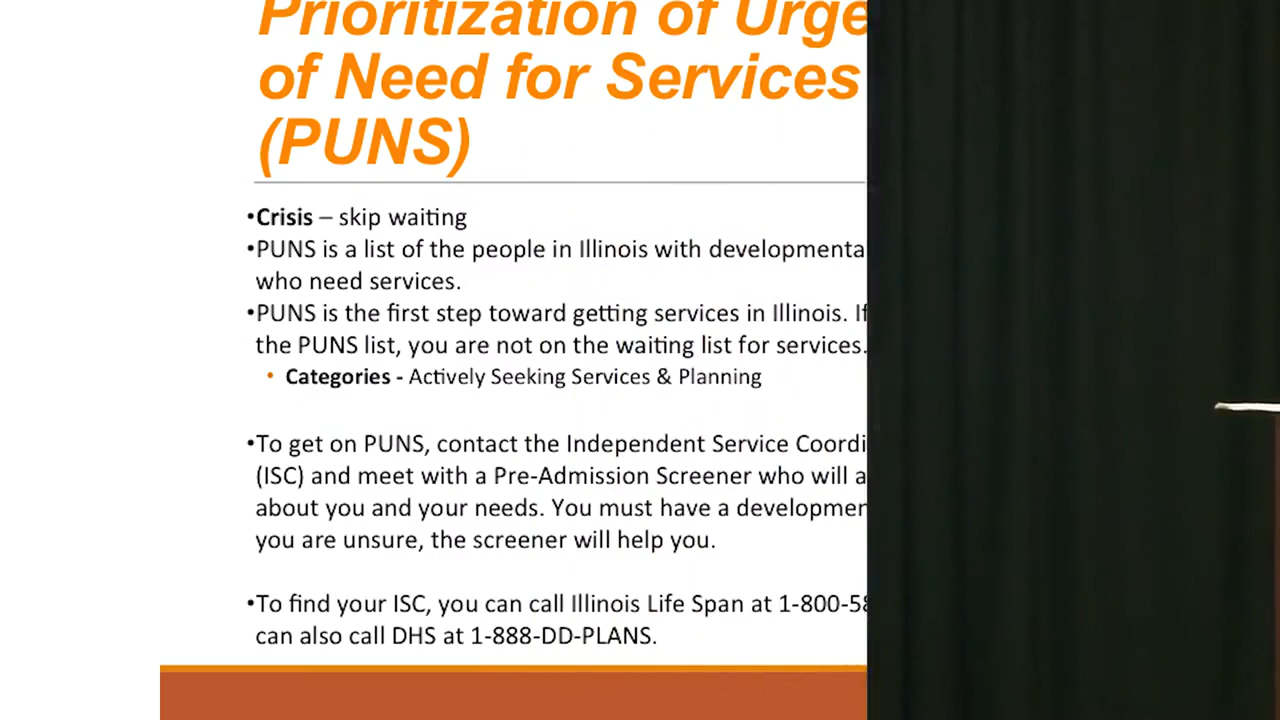 Prioritization of
of Need for Services
(PUNS)
•Crisis – skip waiting
•PUNS is a list of the people in Illinois with
who need services.
•PUNS is the first step toward getting services in Illinois. If
the PUNS list, you are not on the waiting list for services.
• Categories - Actively Seeking Services & Planning
•To get on PUNS, contact the Independent Service
(ISC) and meet with a Pre-Admission Screener who will
about you and your needs. You must have a
you are unsure, the screener will help you.
•To find your ISC, you can call Illinois Life Span at 1-800-5
can also call DHS at 1-888-DD-PLANS.